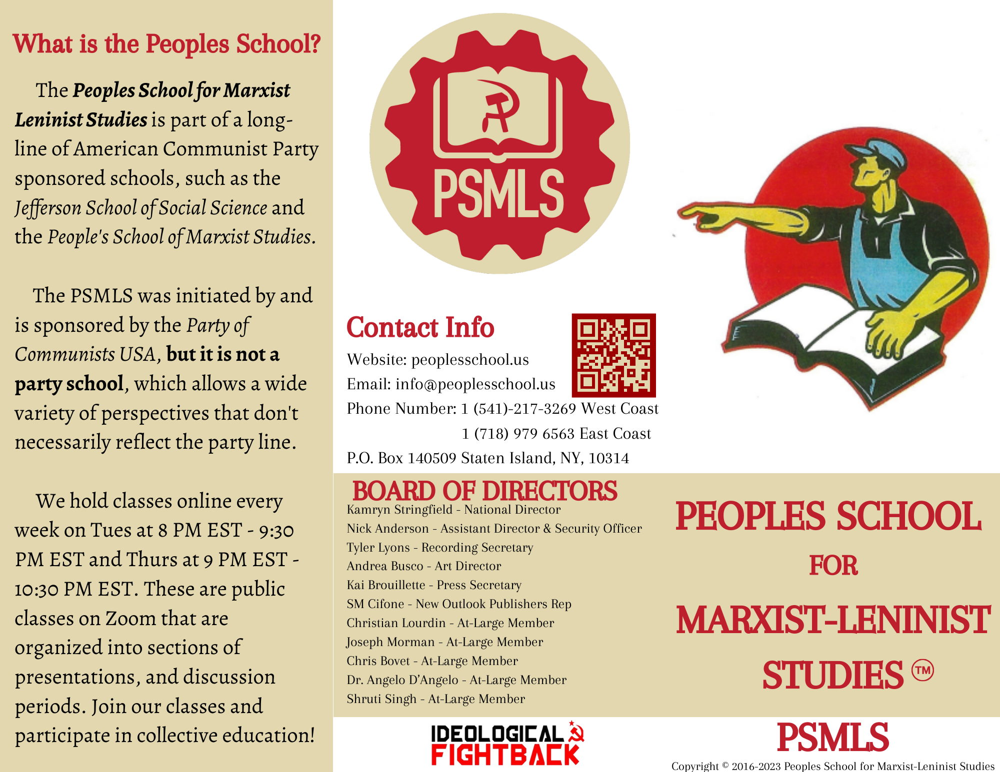 What is the Peoples School?
The Peoples School for Marxist
Leninist Studies is part of a long-
line of American Communist Party
sponsored schools, such as the
Jefferson School of Social Science and
the People's School of Marxist Studies.
The PSMLS was initiated by and
is sponsored by the Party of
Communists USA, but it is not a
party school, which allows a wide
variety of perspectives that don't
necessarily reflect the party line.
We hold classes online every
week on Tues at 8 PM EST - 9:30
PM EST and Thurs at 9 PM EST -
10:30 PM EST. These are public
classes on Zoom that are
organized into sections of
presentations, and discussion
periods. Join our classes and
participate in collective education!
PSMLS
Contact Info
Website: peoplesschool.us
Email: info@peoplesschool.us
Phone Number: 1 (541)-217-3269 West Coast
1 (718) 979 6563 East Coast
P.O. Box 140509 Staten Island, NY, 10314
BOARD OF DIRECTORS
Kamryn Stringfield - National Director
Nick Anderson - Assistant Director & Security Officer
Tyler Lyons - Recording Secretary
Andrea Busco - Art Director
Kai Brouillette - Press Secretary
SM Cifone - New Outlook Publishers Rep
Christian Lourdin - At-Large Member
Joseph Morman - At-Large Member
Chris Bovet - At-Large Member
Dr. Angelo D’Angelo - At-Large Member
Shruti Singh - At-Large Member
IDEOLOGICAL
FIGHTBACK
PEOPLES SCHOOL
FOR
MARXIST-LENINIST
STUDIES TM
PSMLS
Copyright © 2016-2023 Peoples School for Marxist-Leninist Studies